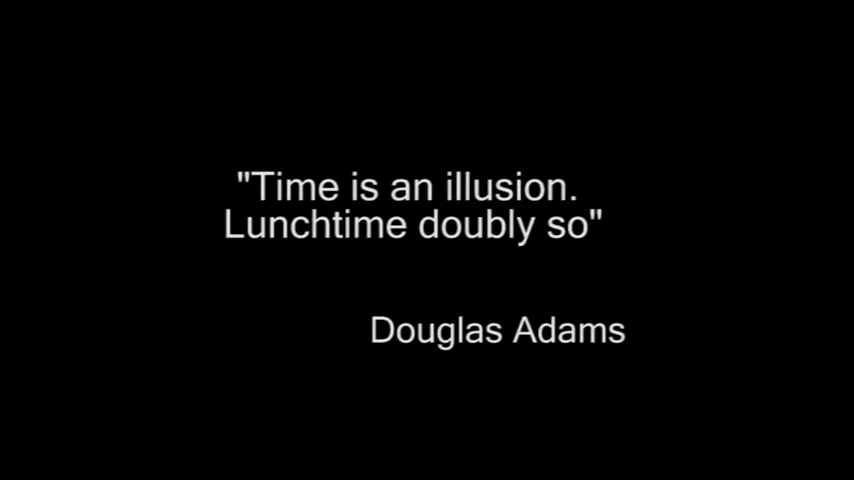 "Time is an illusion.
Lunchtime doubly so"
Douglas Adams